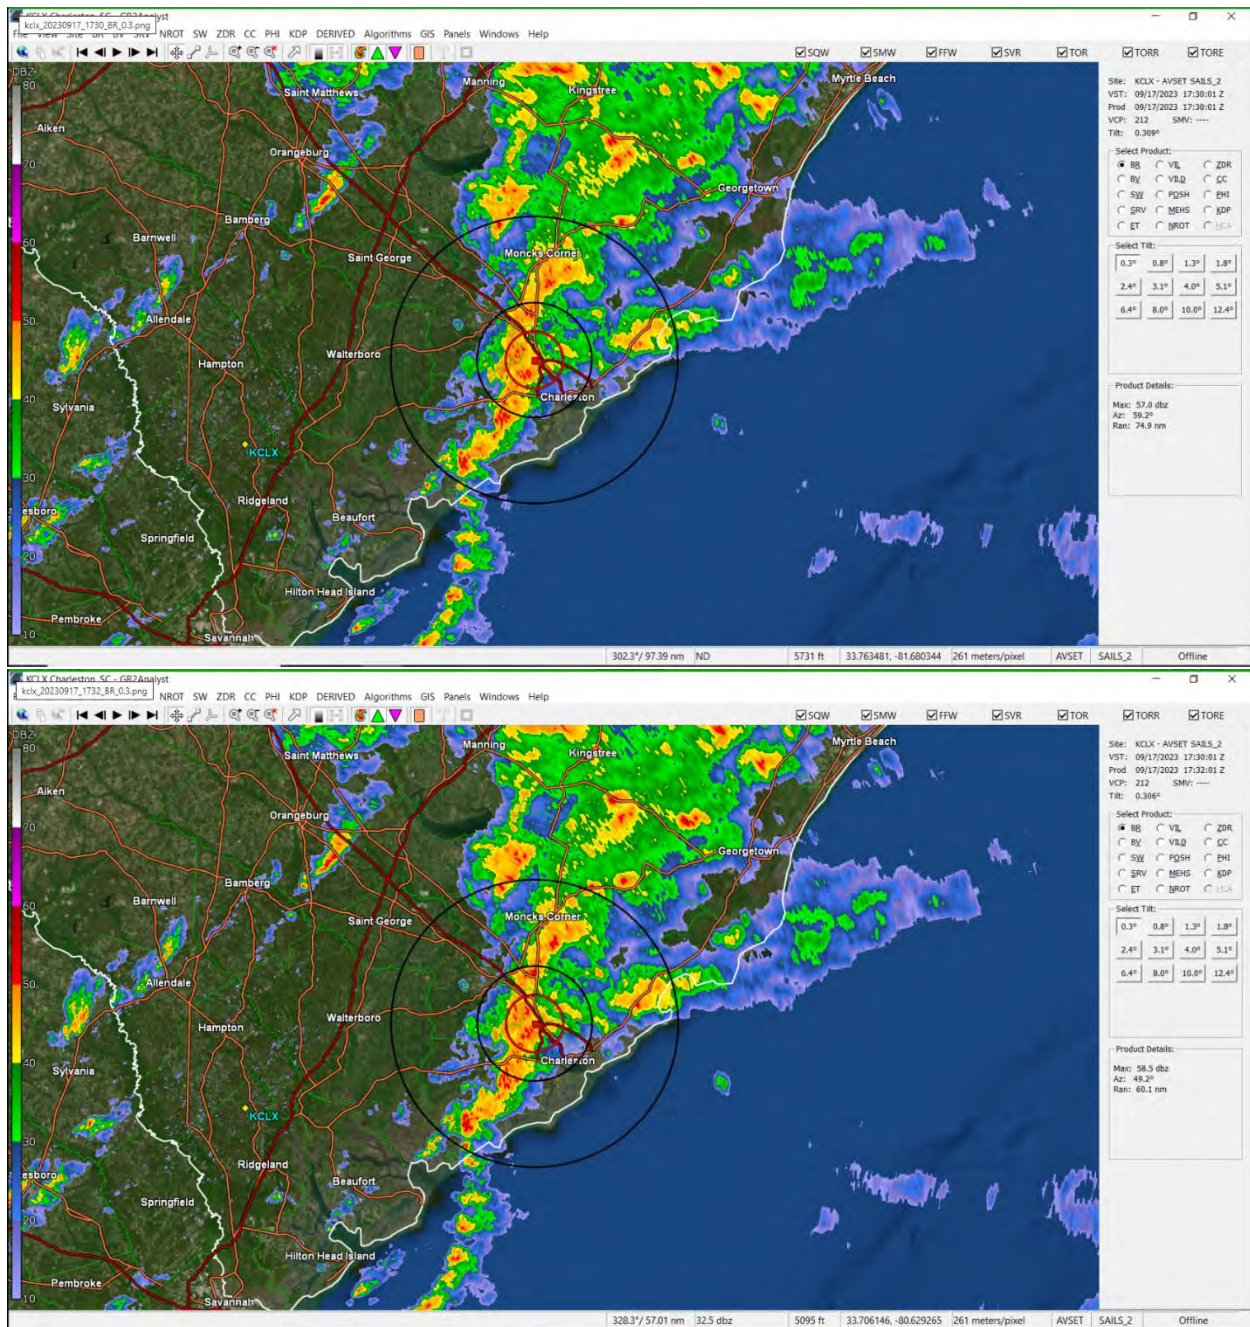 KCLX Charleston, SC - GR2Analyst
kclx_20230917_1730_BR_0.3.png
NROT SW ZDR CC PHI KDP DERIVED Algorithms GIS Panels Windows Help
SQW SMW FFW SVR TOR TORR TORE
DBZ
80
70
60
50
40
30
20
10
Manning
Kingstree
Myrtle Beach
Saint Matthews
Aiken
Orangeburg
Georgetown
Bamberg
Barnwell
Saint George
Moncks Corner
Allendale
Walterboro
Hampton
Charleston
Sylvania
KCLX
Ridgeland
esboro
Beaufort
Springfield
Hilton Head Island
Pembroke
Savannah
Site: KCLX - AVSET SAILS_2
VST: 09/17/2023 17:30:01 Z
Prod 09/17/2023 17:30:01 Z
VCP: 212 SMV: ----
Tilt: 0.309°
Select Product:
BR VIL ZDR
BV VILD CC
SW POSH PHI
SRV MEHS KDP
ET NROT HCA
Select Tilt:
0.3° 0.8° 1.3° 1.8°
2.4° 3.1° 4.0° 5.1°
6.4° 8.0° 10.0° 12.4°
Product Details:
Max: 57.0 dbz
Az: 59.2°
Ran: 74.9 nm
302.3°/ 97.39 nm ND 5731 ft 33.763481, -81.680344 261 meters/pixel AVSET SAILS_2 Offline
KCLX Charleston, SC - GR2Analyst
kclx_20230917_1732_BR_0.3.png
NROT SW ZDR CC PHI KDP DERIVED Algorithms GIS Panels Windows Help
SQW SMW FFW SVR TOR TORR TORE
DBZ
80
70
60
50
40
30
20
10
Manning
Kingstree
Myrtle Beach
Saint Matthews
Aiken
Orangeburg
Georgetown
Bamberg
Barnwell
Saint George
Moncks Corner
Allendale
Walterboro
Hampton
Charleston
Sylvania
KCLX
Ridgeland
esboro
Beaufort
Springfield
Hilton Head Island
Pembroke
Savannah
Site: KCLX - AVSET SAILS_2
VST: 09/17/2023 17:30:01 Z
Prod 09/17/2023 17:32:01 Z
VCP: 212 SMV: ----
Tilt: 0.306°
Select Product:
BR VIL ZDR
BV VILD CC
SW POSH PHI
SRV MEHS KDP
ET NROT HCA
Select Tilt:
0.3° 0.8° 1.3° 1.8°
2.4° 3.1° 4.0° 5.1°
6.4° 8.0° 10.0° 12.4°
Product Details:
Max: 58.5 dbz
Az: 49.2°
Ran: 60.1 nm
328.3°/ 57.01 nm 32.5 dbz 5095 ft 33.706146, -80.629265 261 meters/pixel AVSET SAILS_2 Offline